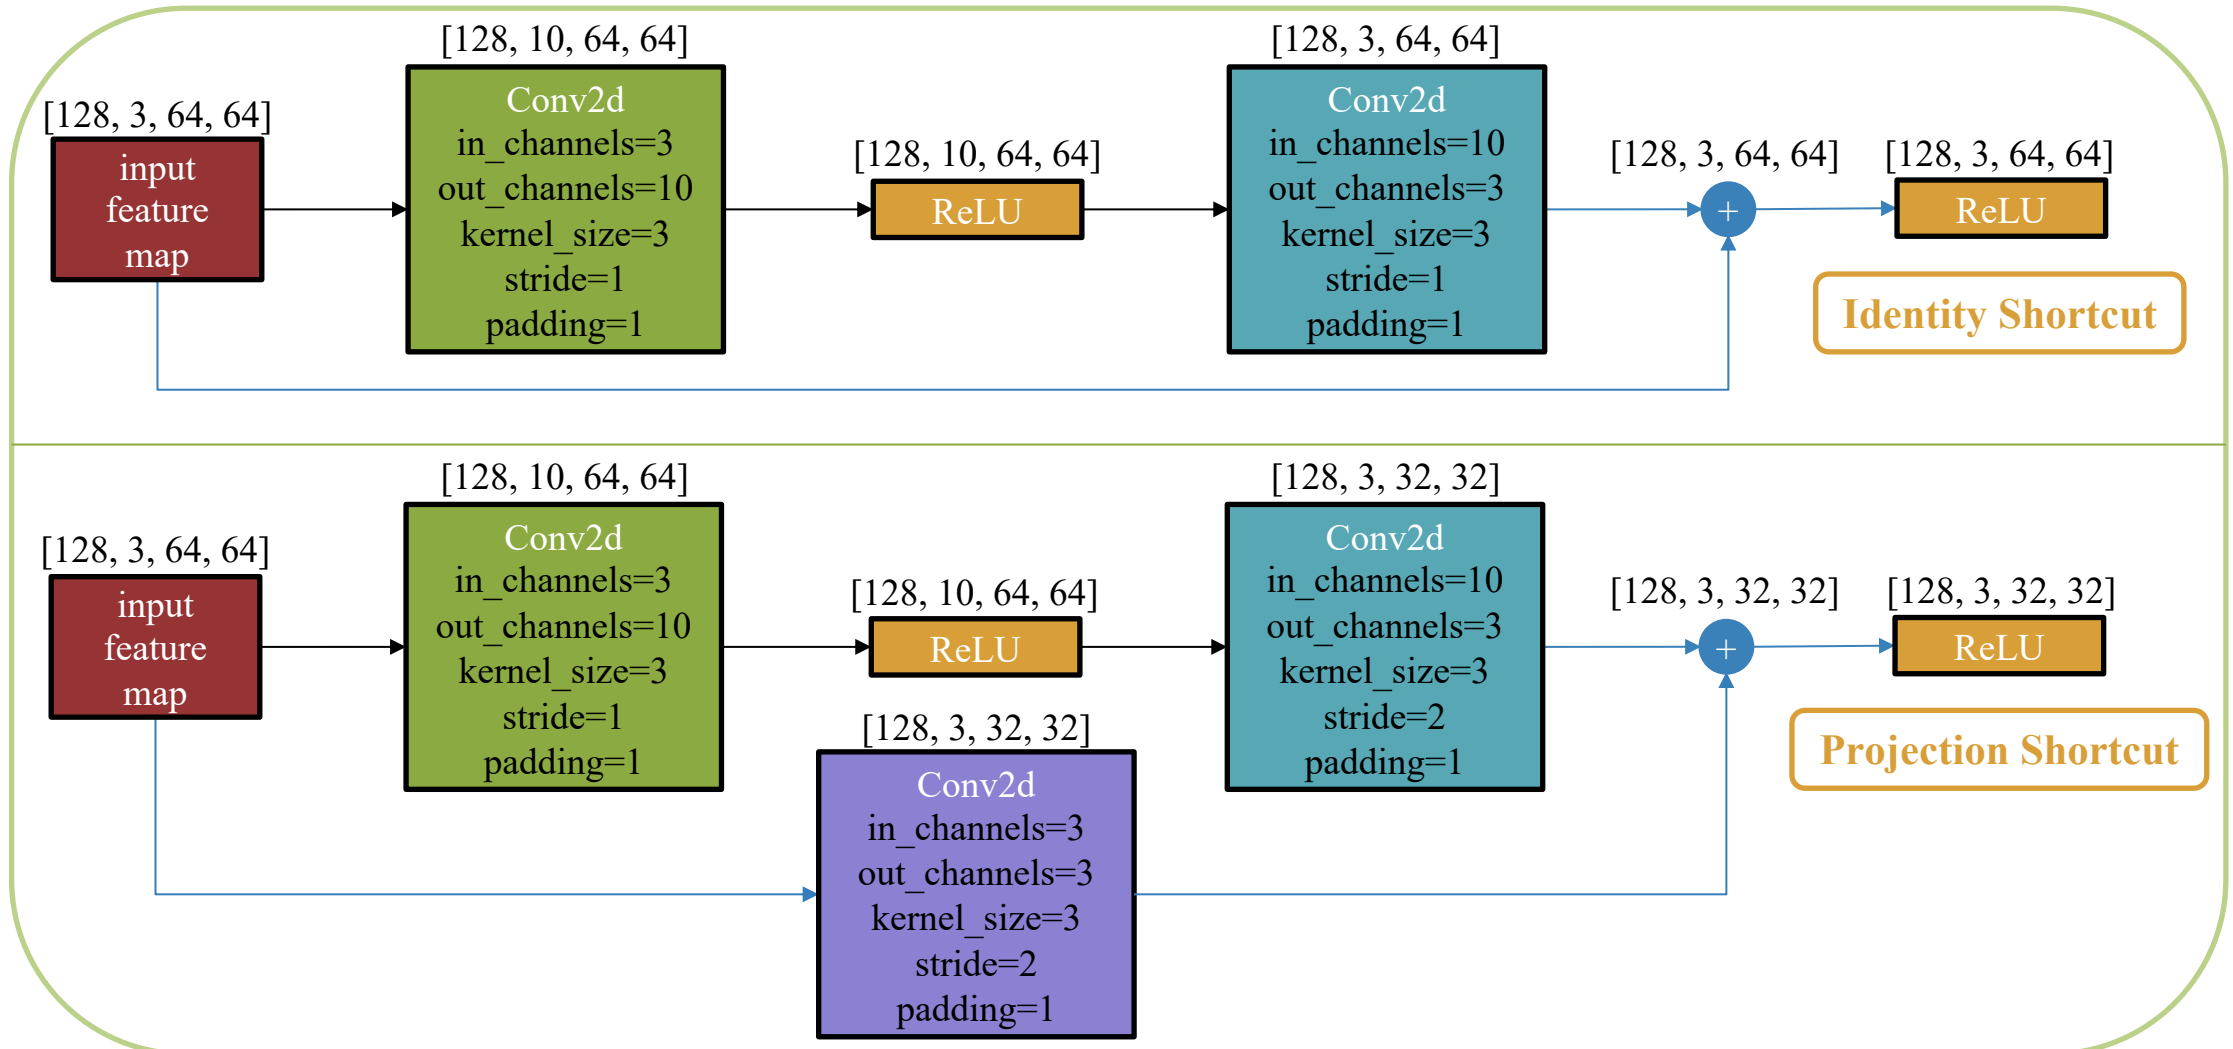 [128, 3, 64, 64]
input
feature
map
[128, 10, 64, 64]
Conv2d
in_channels=3
out_channels=10
kernel_size=3
stride=1
padding=1
[128, 10, 64, 64]
ReLU
[128, 3, 64, 64]
Conv2d
in_channels=10
out_channels=3
kernel_size=3
stride=1
padding=1
[128, 3, 64, 64]
+
[128, 3, 64, 64]
ReLU
Identity Shortcut
[128, 3, 64, 64]
input
feature
map
[128, 10, 64, 64]
Conv2d
in_channels=3
out_channels=10
kernel_size=3
stride=1
padding=1
[128, 10, 64, 64]
ReLU
[128, 3, 32, 32]
Conv2d
in_channels=3
out_channels=3
kernel_size=3
stride=2
padding=1
[128, 3, 32, 32]
Conv2d
in_channels=10
out_channels=3
kernel_size=3
stride=2
padding=1
[128, 3, 32, 32]
+
[128, 3, 32, 32]
ReLU
Projection Shortcut